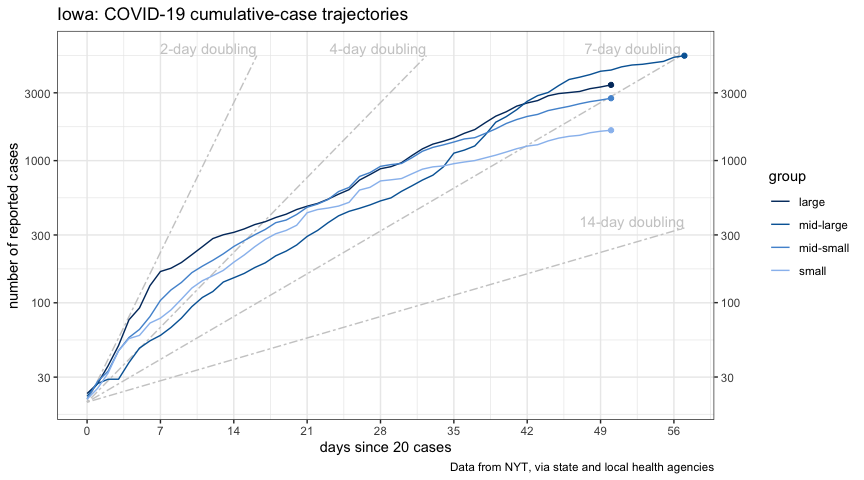 Iowa: COVID-19 cumulative-case trajectories
2-day doubling 4-day doubling 7-day doubling
14-day doubling
3000
1000
300
100
30
number of reported cases
3000
1000
300
100
30
0 7 14 21 28 35 42 49 56
days since 20 cases
group
large
mid-large
mid-small
small
Data from NYT, via state and local health agencies